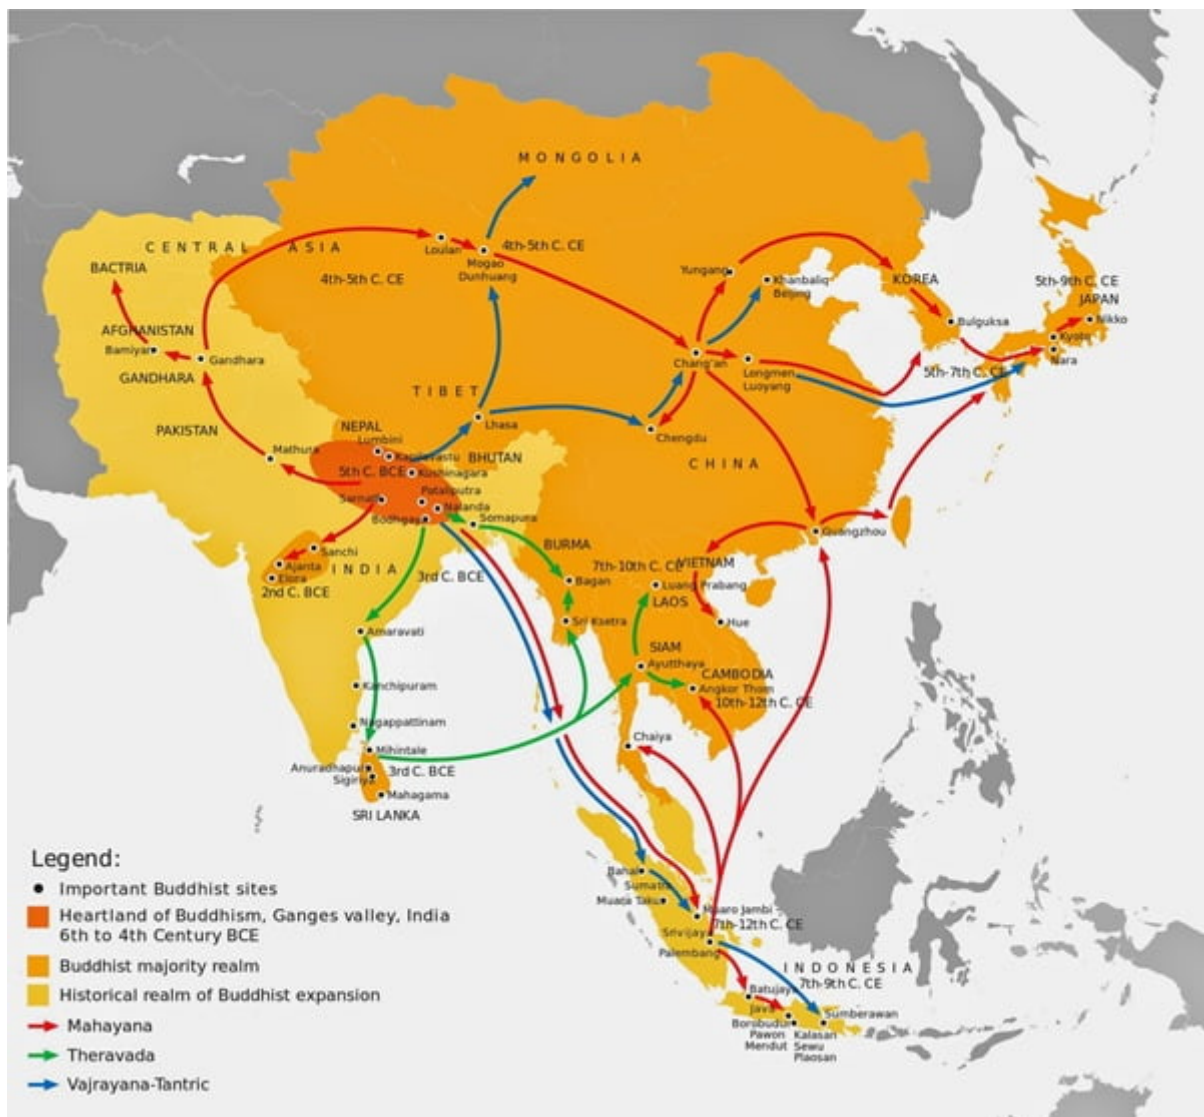 MONGOLIA
CENTRAL ASIA
Loulan
4th-5th C. CE
Mogao
Dunhuang
BACTRIA
4th-5th C. CE
Yungang
Khanbaliq
Beijing
KOREA
5th-9th C. CE
JAPAN
Nikko
Bulguksa
Kyoto
Nara
AFGHANISTAN
Bamiyan
Gandhara
GANDHARA
Chang'an
Longmen
Luoyang
5th-7th C. CE
TIBET
PAKISTAN
NEPAL
Lumbini
Lhasa
Mathura
Kapilavastu
BHUTAN
Chengdu
CHINA
5th C. BCE
Kushinagara
Sarnath
Pataliputra
Nalanda
Bodhgaya
Somapura
Guangzhou
Sanchi
Ajanta
Elora
INDIA
2nd C. BCE
3rd C. BCE
BURMA
7th-10th C. CE
VIETNAM
Bagan
Luang Prabang
LAOS
Sri Ksetra
Hue
Amaravati
SIAM
Ayutthaya
CAMBODIA
Angkor Thom
10th-12th C. CE
Kanchipuram
Nagappattinam
Chaiya
Mihintale
Anuradhapura
3rd C. BCE
Sigiriya
Mahagama
SRI LANKA
Legend:
Important Buddhist sites
Heartland of Buddhism, Ganges valley, India
6th to 4th Century BCE
Buddhist majority realm
Historical realm of Buddhist expansion
Mahayana
Theravada
Vajrayana-Tantric
Bahal
Sumatra
Muara Takus
Muaro Jambi
7th-12th C. CE
Srivijaya
Palembang
INDONESIA
7th-9th C. CE
Batujaya
Java
Sumberawan
Borobudur
Pawon
Mendut
Kalasan
Sewu
Plaosan